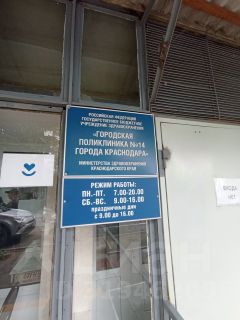 РОССИЙСКАЯ ФЕДЕРАЦИЯ
ГОСУДАРСТВЕННОЕ БЮДЖЕТНОЕ
УЧРЕЖДЕНИЕ ЗДРАВООХРАНЕНИЯ
«ГОРОДСКАЯ
ПОЛИКЛИНИКА №14
ГОРОДА КРАСНОДАРА»
МИНИСТЕРСТВА ЗДРАВООХРАНЕНИЯ
КРАСНОДАРСКОГО КРАЯ
РЕЖИМ РАБОТЫ:
ПН.-ПТ. 7.00-20.00
СБ.-ВС. 9.00-16.00
ПРАЗДНИЧНЫЕ ДНИ
с 9.00 до 16.00
ВХОДА
НЕТ